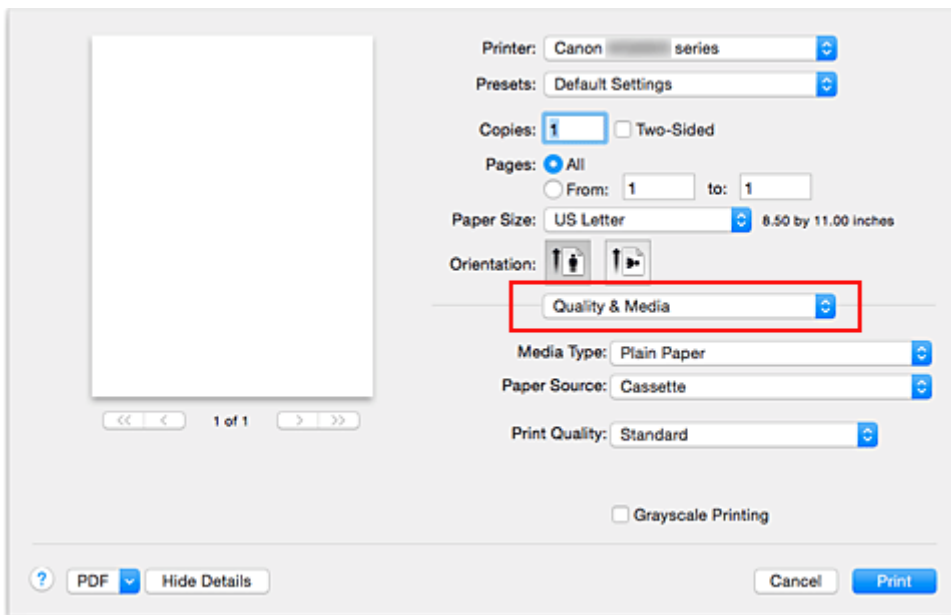 Printer: Canon series
Presets: Default Settings
Copies: 1 Two-Sided
Pages: All
From: 1 to: 1
Paper Size: US Letter 8.50 by 11.00 inches
Orientation:
Quality & Media
Media Type: Plain Paper
Paper Source: Cassette
<< < 1 of 1 > >>
Print Quality: Standard
Grayscale Printing
? PDF Hide Details Cancel Print